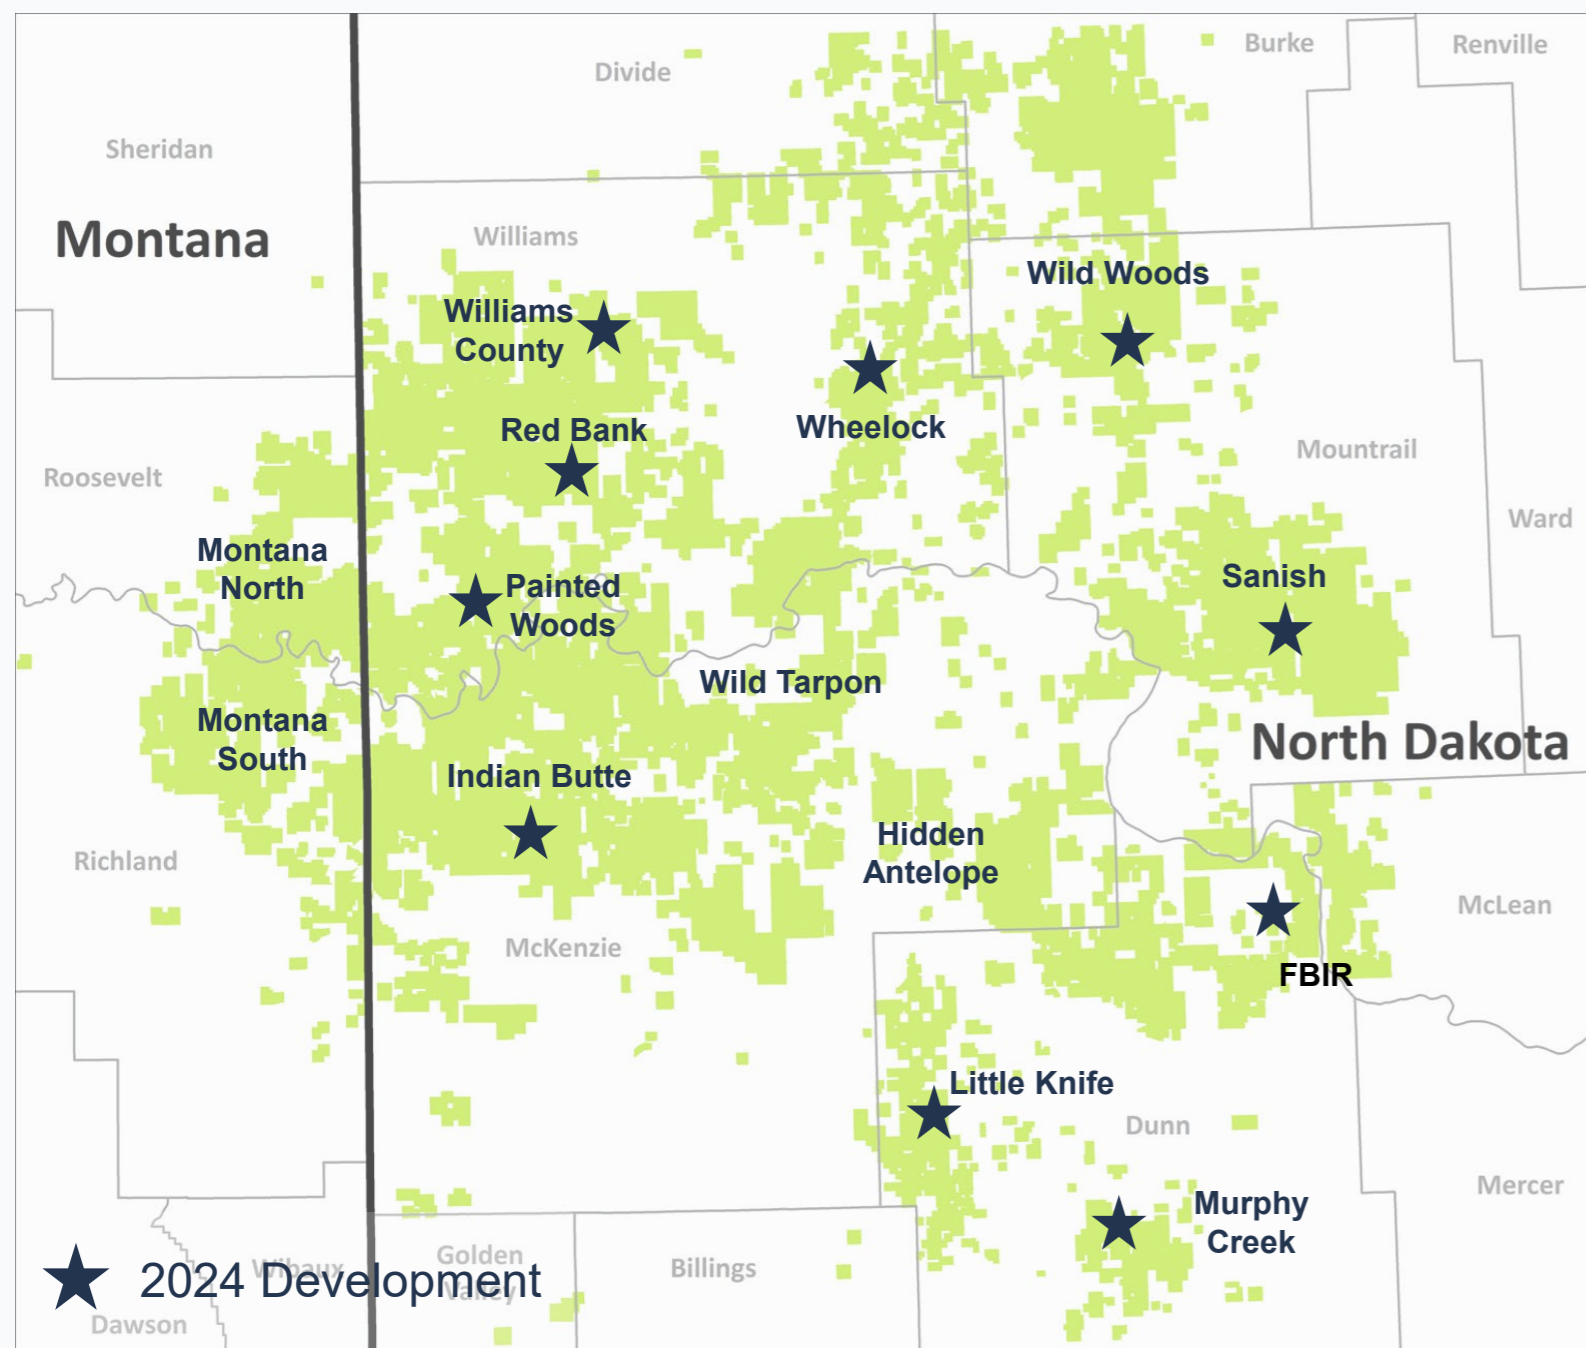 Divide
Burke
Renville
Sheridan
Montana
Williams
Wild Woods
Williams
County
Wheelock
Red Bank
Mountrail
Roosevelt
Ward
Montana
North
Painted
Woods
Sanish
Wild Tarpon
Montana
South
North Dakota
Indian Butte
Hidden
Antelope
Richland
McLean
McKenzie
FBIR
Little Knife
Dunn
Mercer
Murphy
Creek
Golden
Valley
Billings
Wibaux
2024 Development
Dawson